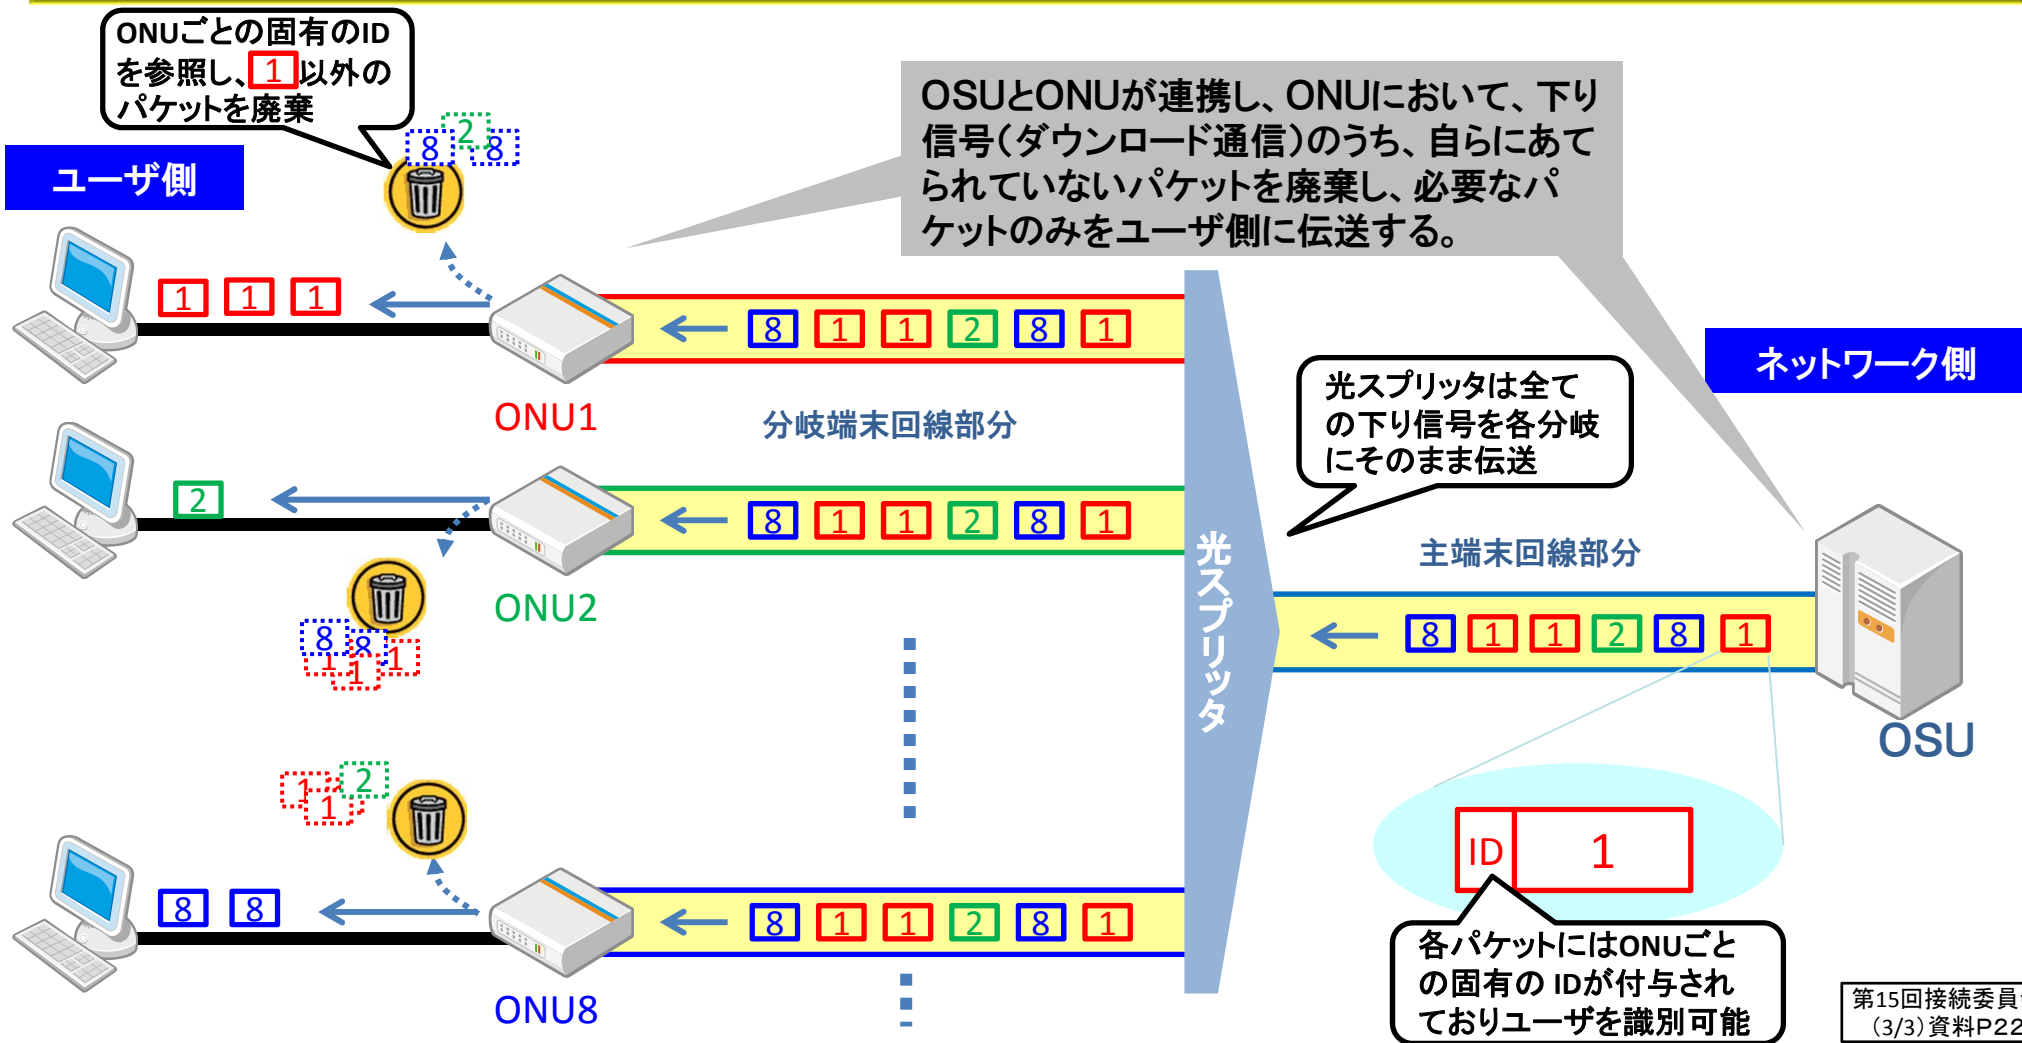 ONUごとの固有のID
を参照し、1以外の
パケットを廃棄
ユーザ側
OSUとONUが連携し、ONUにおいて、下り
信号(ダウンロード通信)のうち、自らにあて
られていないパケットを廃棄し、必要なパ
ケットのみをユーザ側に伝送する。
ネットワーク側
8 2 8
1 1 1
8 1 1 2 8 1
ONU1
分岐端末回線部分
光スプリッタは全て
の下り信号を各分岐
にそのまま伝送
2
8 1 1 2 8 1
ONU2
8 8 1 1 1
光スプリッタ
主端末回線部分
8 1 1 2 8 1
OSU
1 1 2
8 8
8 1 1 2 8 1
ONU8
ID 1
各パケットにはONUごと
の固有の IDが付与され
ておりユーザを識別可能
第15回接続委員
(3/3)資料P22